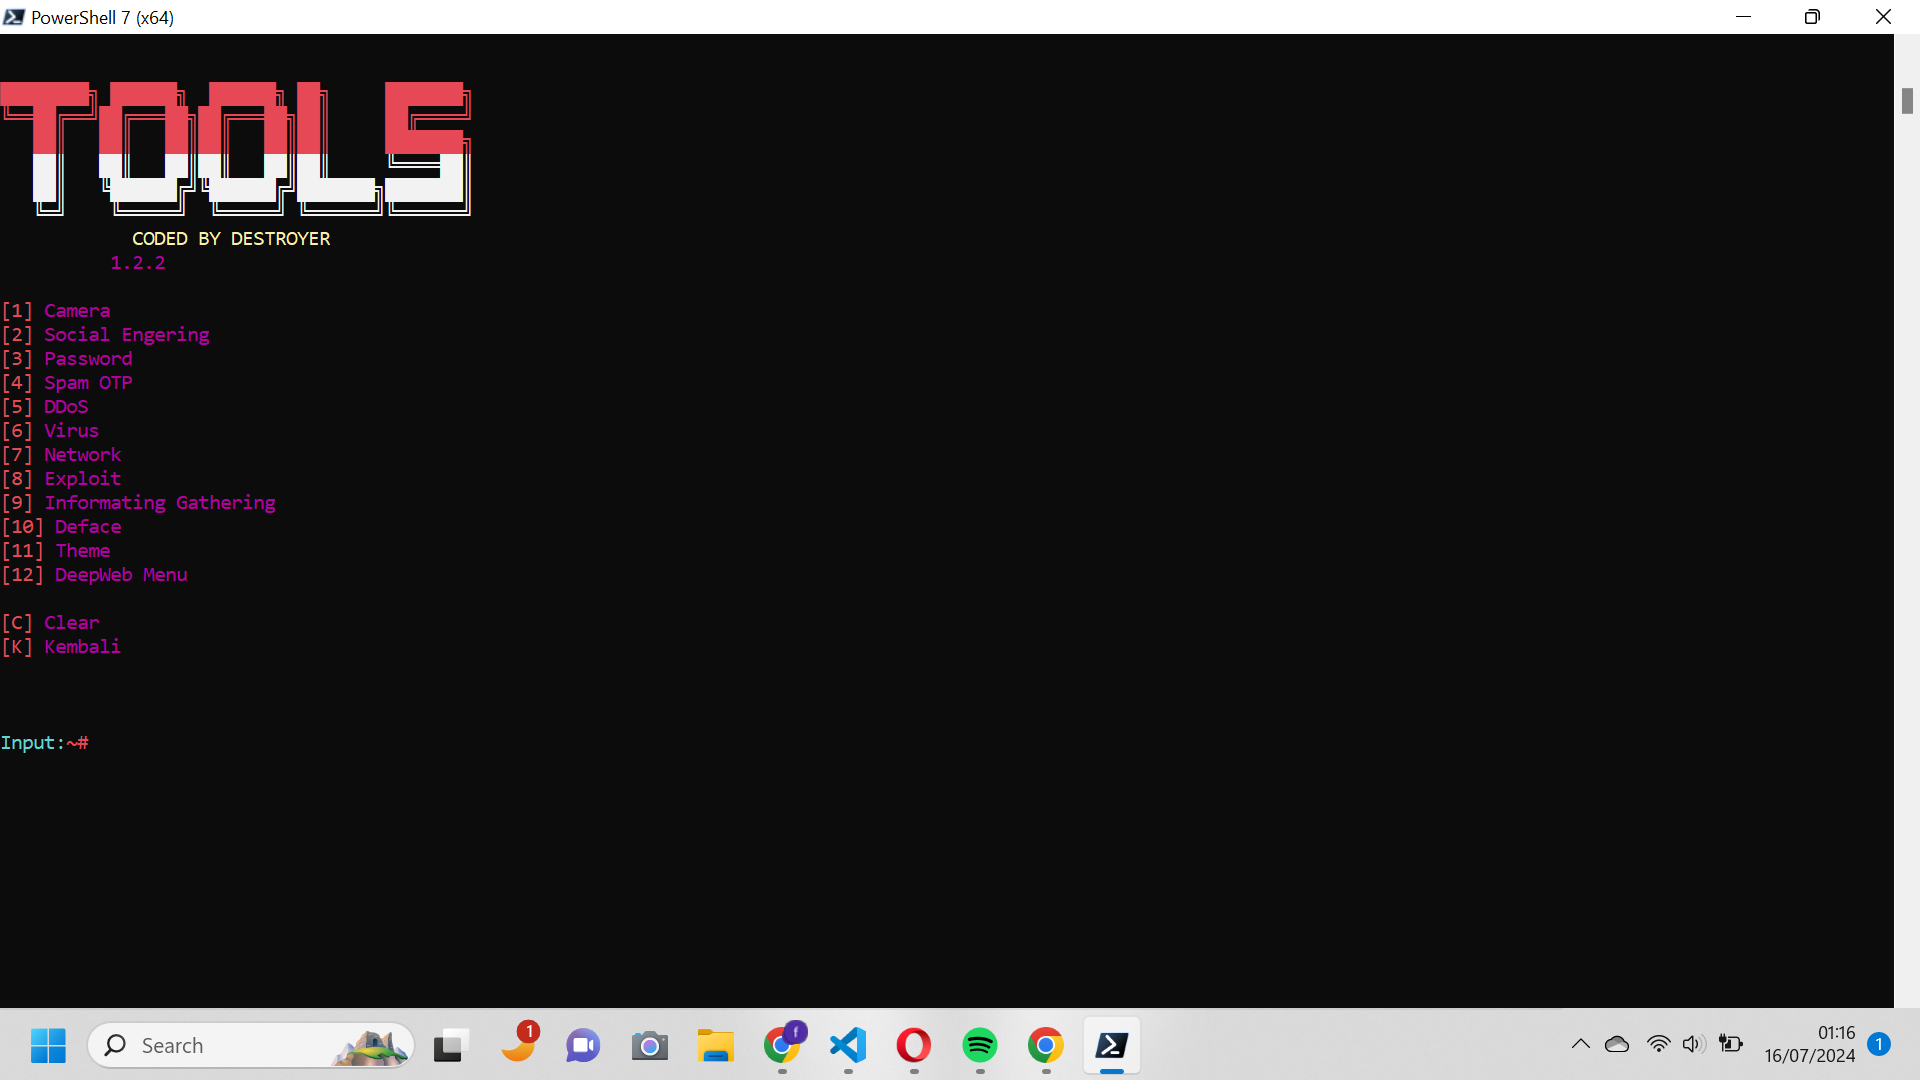 PowerShell 7 (x64)
TOOLS
CODED BY DESTROYER
1.2.2
[1] Camera
[2] Social Engering
[3] Password
[4] Spam OTP
[5] DDoS
[6] Virus
[7] Network
[8] Exploit
[9] Informating Gathering
[10] Deface
[11] Theme
[12] DeepWeb Menu
[C] Clear
[K] Kembali
Input:~#
Search
1
f
01:16
16/07/2024
1